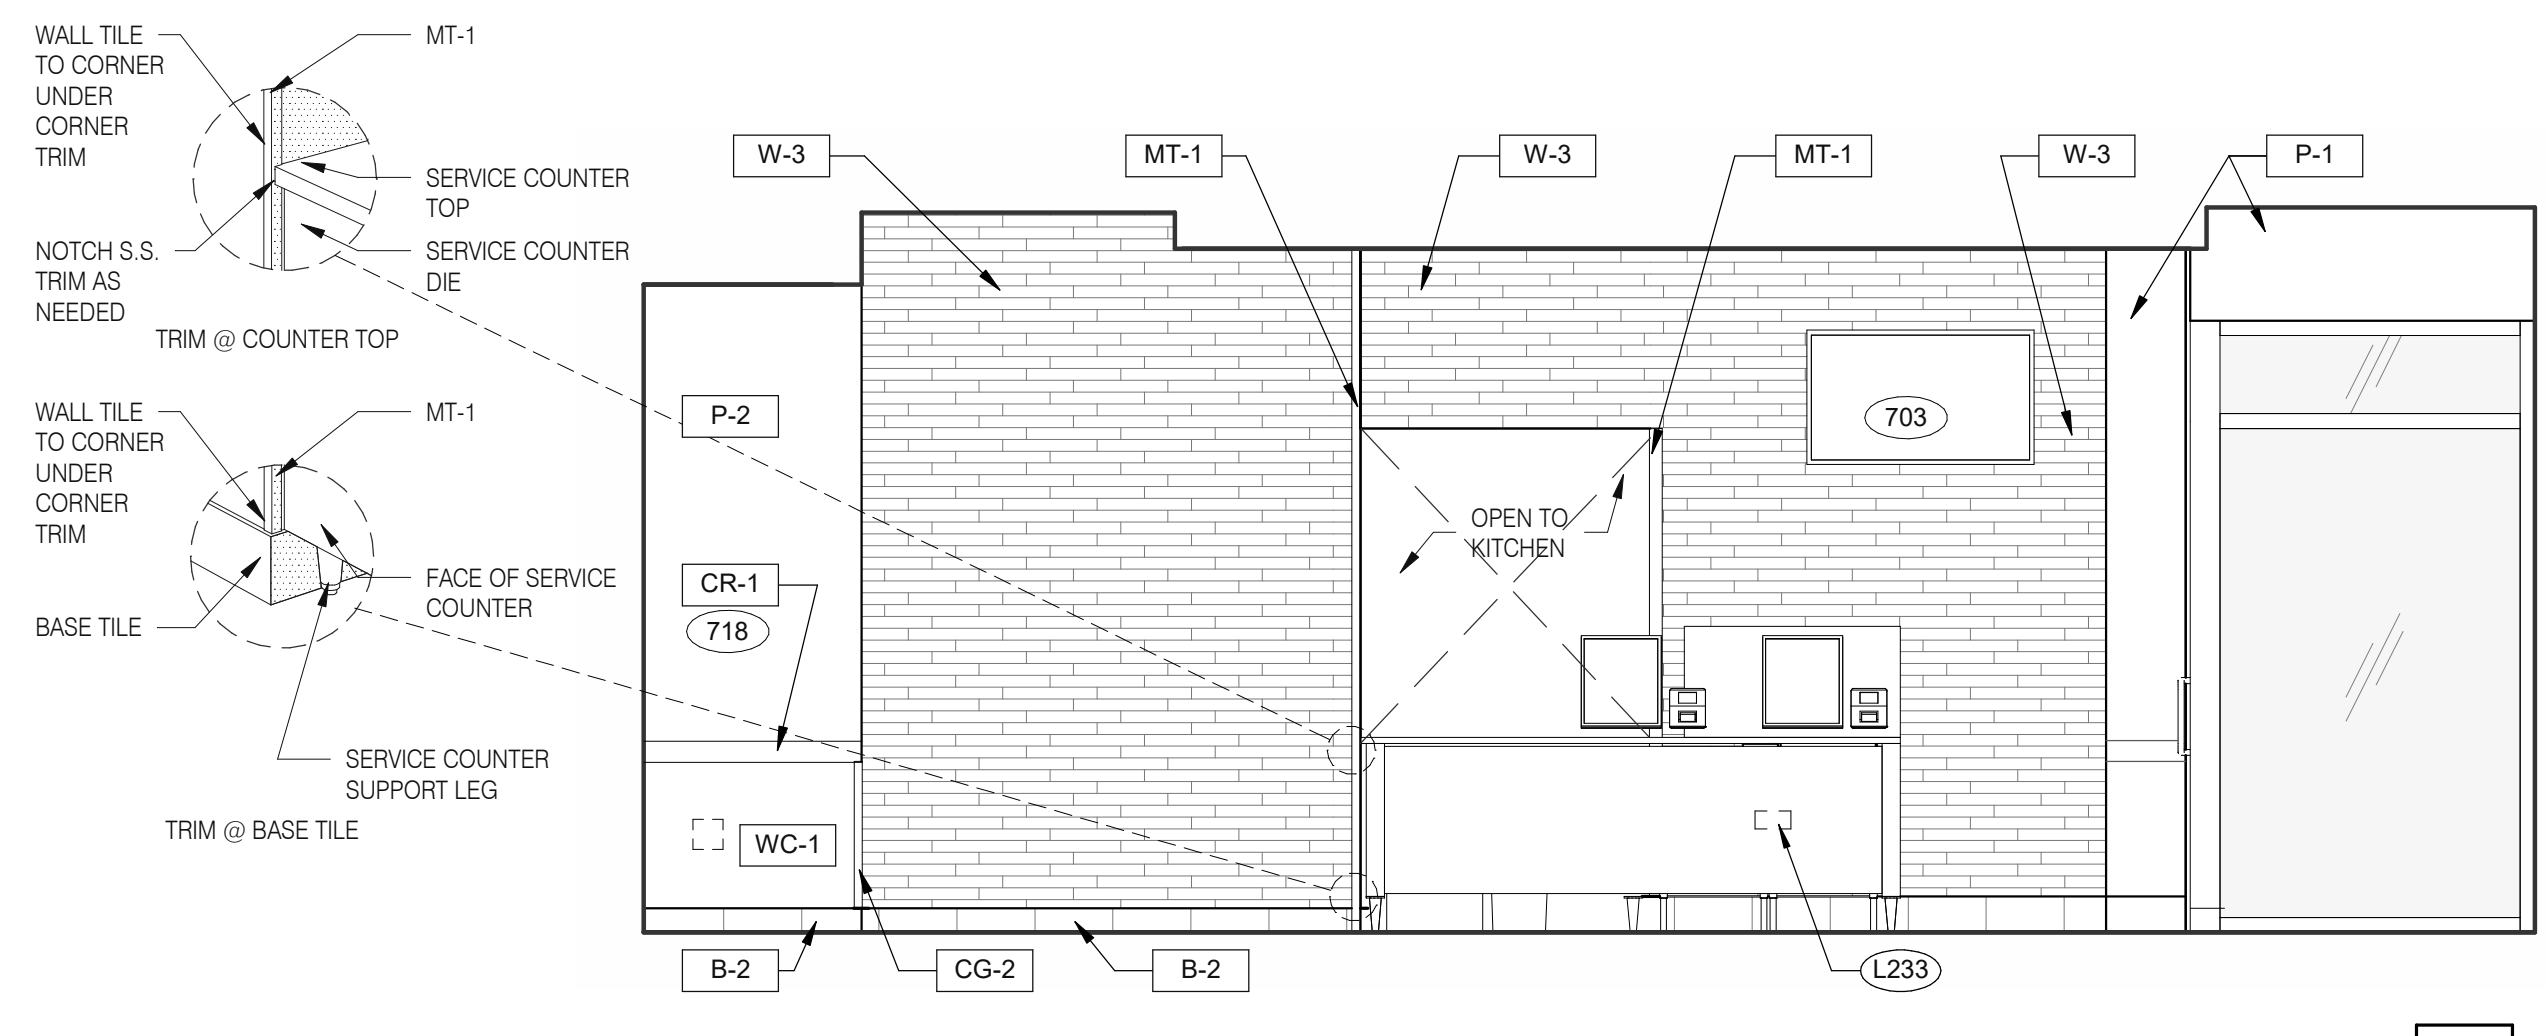 WALL TILE
TO CORNER
UNDER
CORNER
TRIM
MT-1
SERVICE COUNTER
TOP
NOTCH S.S.
TRIM AS
NEEDED
SERVICE COUNTER
DIE
TRIM @ COUNTER TOP
WALL TILE
TO CORNER
UNDER
CORNER
TRIM
MT-1
FACE OF SERVICE
COUNTER
BASE TILE
SERVICE COUNTER
SUPPORT LEG
TRIM @ BASE TILE
W-3
MT-1
W-3
MT-1
W-3
P-1
P-2
703
OPEN TO
KITCHEN
CR-1
718
WC-1
B-2
CG-2
B-2
L233